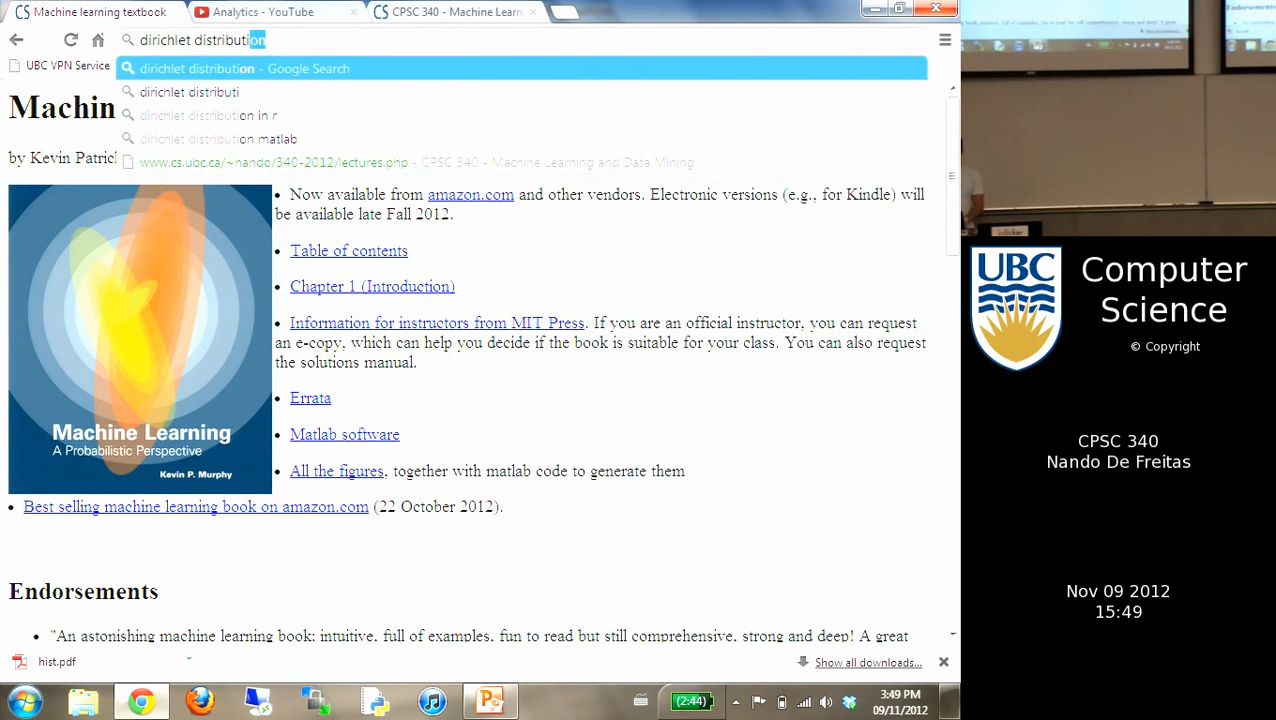 Machine learning textbook
Analytics - YouTube
CPSC 340 - Machine Learn
dirichlet distribution
UBC VPN Service
dirichlet distribution - Google Search
dirichlet distributi
dirichlet distribution in r
dirichlet distribution matlab
www.cs.ubc.ca/~nando/340-2012/lectures.php - CPSC 340 - Machine Learning and Data Mining
Machin
by Kevin Patric
• Now available from amazon.com and other vendors. Electronic versions (e.g., for Kindle) will
be available late Fall 2012.
• Table of contents
• Chapter 1 (Introduction)
• Information for instructors from MIT Press. If you are an official instructor, you can request
an e-copy, which can help you decide if the book is suitable for your class. You can also request
the solutions manual.
• Errata
• Matlab software
• All the figures, together with matlab code to generate them
Machine Learning
A Probabilistic Perspective
Kevin P. Murphy
• Best selling machine learning book on amazon.com (22 October 2012).
Endorsements
• "An astonishing machine learning book: intuitive, full of examples, fun to read but still comprehensive, strong and deep! A great
hist.pdf
Show all downloads...
(2:44)
3:49 PM
09/11/2012
iclicker
UBC
Computer
Science
© Copyright
CPSC 340
Nando De Freitas
Nov 09 2012
15:49